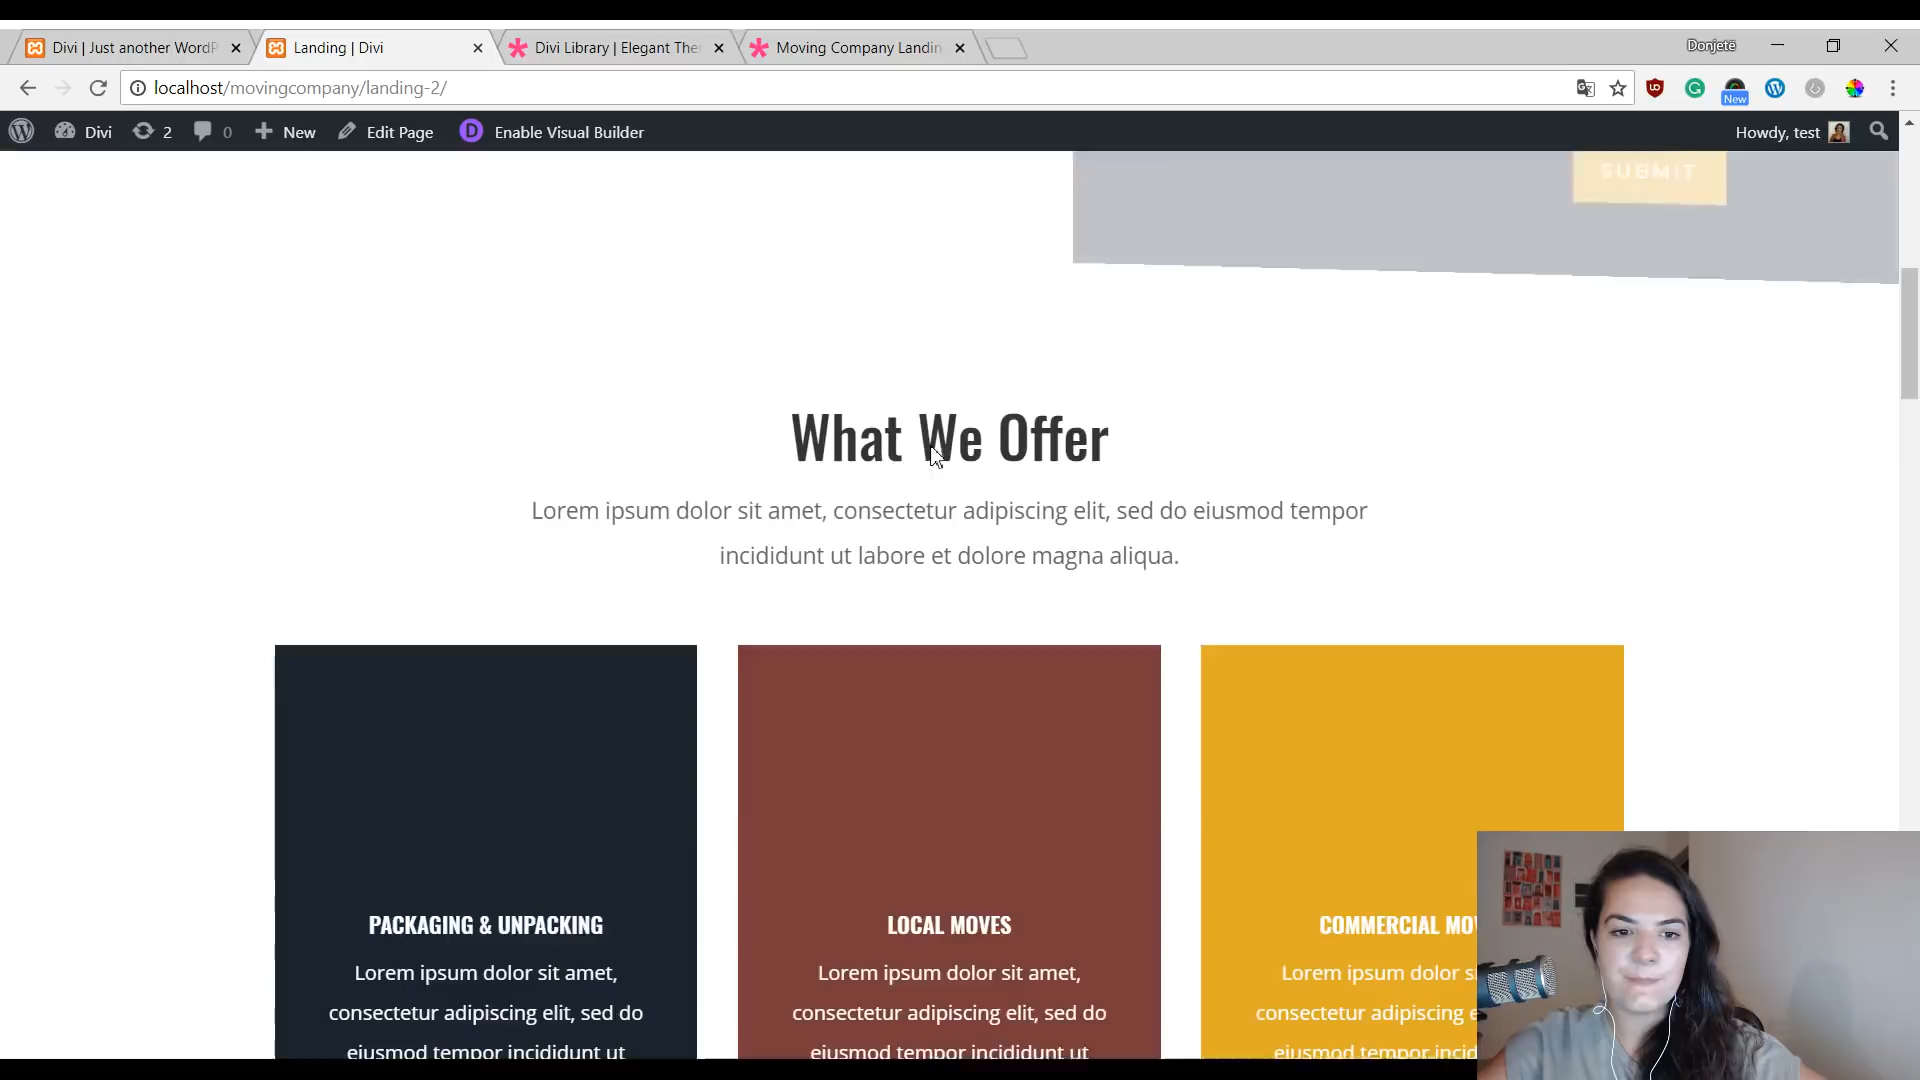 Divi | Just another WordP
Landing | Divi
Divi Library | Elegant The
Moving Company Landin
Donjetë
localhost/movingcompany/landing-2/
New
Divi
2
0
New
Edit Page
Enable Visual Builder
Howdy, test
SUBMIT
What We Offer
Lorem ipsum dolor sit amet, consectetur adipiscing elit, sed do eiusmod tempor
incididunt ut labore et dolore magna aliqua.
PACKAGING & UNPACKING
Lorem ipsum dolor sit amet,
consectetur adipiscing elit, sed do
eiusmod tempor incididunt ut
LOCAL MOVES
Lorem ipsum dolor sit amet,
consectetur adipiscing elit, sed do
eiusmod tempor incididunt ut
COMMERCIAL MOV
Lorem ipsum dolor s
consectetur adipiscing e
eiusmod tempor incid